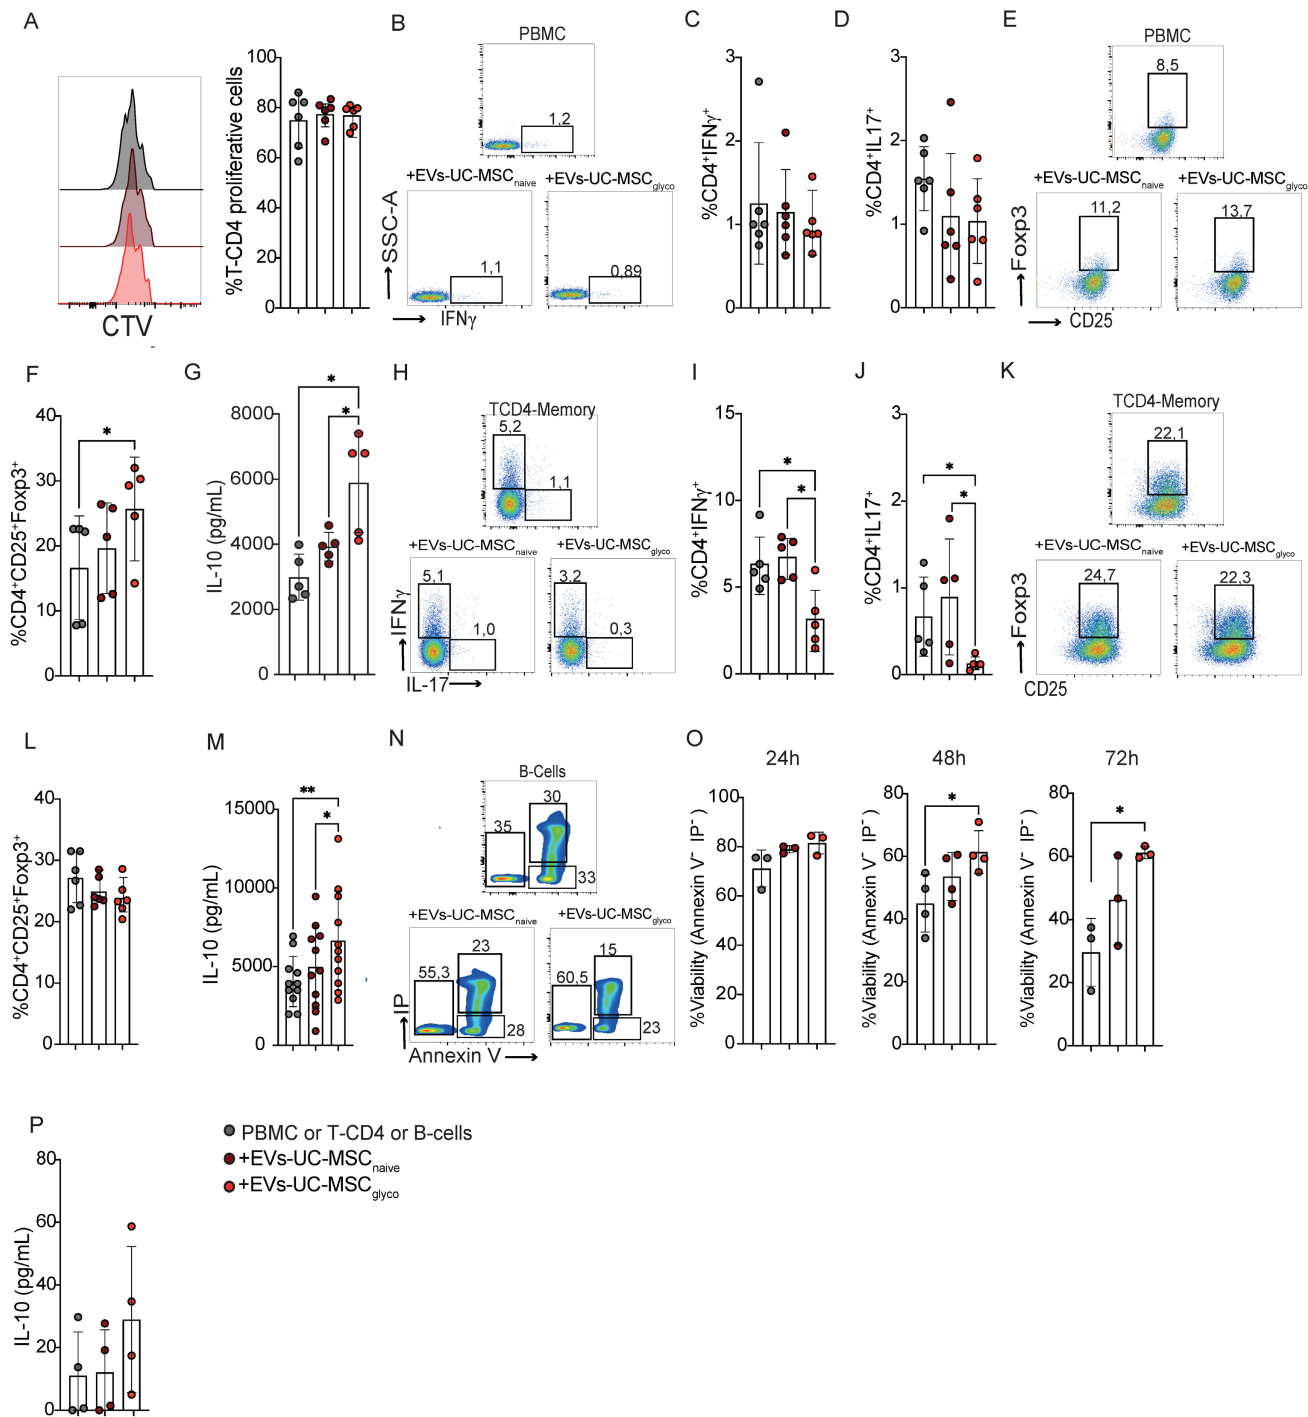 A
CTV
%T-CD4 proliferative cells
100
80
60
40
20
0
B
PBMC
1,2
+EVs-UC-MSCnaive
+EVs-UC-MSCglyco
1,1
0,89
SSC-A
IFNγ
C
%CD4+IFNγ+
3
2
1
0
D
%CD4+IL17+
3
2
1
0
E
PBMC
8,5
+EVs-UC-MSCnaive
+EVs-UC-MSCglyco
11,2
13.7
Foxp3
CD25
F
%CD4+CD25+Foxp3+
40
30
20
10
0
*
G
IL-10 (pg/mL)
8000
6000
4000
2000
0
*
*
H
TCD4-Memory
5,2
1,1
+EVs-UC-MSCnaive
+EVs-UC-MSCglyco
5,1
1,0
3,2
0,3
IFNγ
IL-17
I
%CD4+IFNγ+
15
10
5
0
*
*
J
%CD4+IL17+
3
2
1
0
*
*
K
TCD4-Memory
22,1
+EVs-UC-MSCnaive
+EVs-UC-MSCglyco
24,7
22,3
Foxp3
CD25
L
%CD4+CD25+Foxp3+
40
30
20
10
0
M
IL-10 (pg/mL)
15000
10000
5000
0
**
*
N
B-Cells
30
35
33
+EVs-UC-MSCnaive
+EVs-UC-MSCglyco
23
55,3
28
15
60,5
23
IP
Annexin V
O
24h
%Viability (Annexin V- IP-)
100
80
60
40
20
0
48h
%Viability (Annexin V- IP-)
80
60
40
20
0
*
72h
%Viability (Annexin V- IP-)
80
60
40
20
0
*
P
IL-10 (pg/mL)
80
60
40
20
0
PBMC or T-CD4 or B-cells
+EVs-UC-MSCnaive
+EVs-UC-MSCglyco